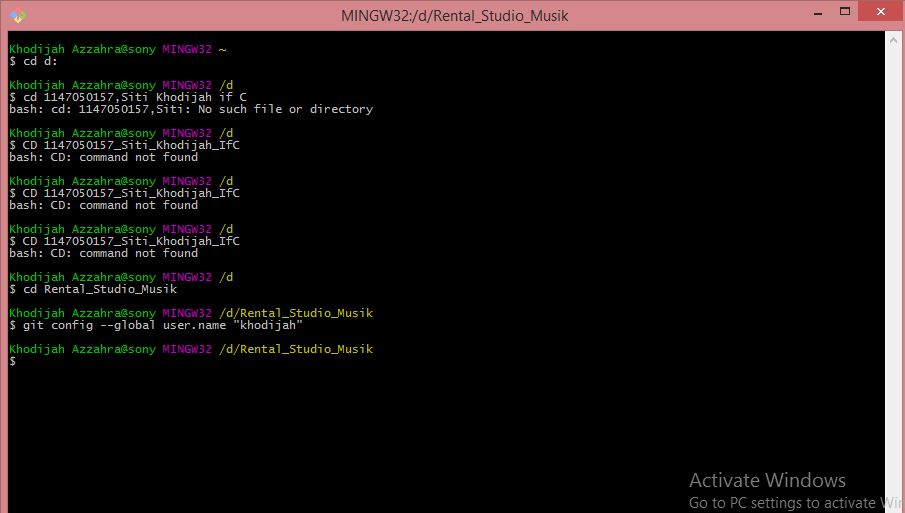 MINGW32:/d/Rental_Studio_Musik
Khodijah Azzahra@sony MINGW32 ~
$ cd d:
Khodijah Azzahra@sony MINGW32 /d
$ cd 1147050157,Siti Khodijah if C
bash: cd: 1147050157,Siti: No such file or directory
Khodijah Azzahra@sony MINGW32 /d
$ CD 1147050157_Siti_Khodijah_IfC
bash: CD: command not found
Khodijah Azzahra@sony MINGW32 /d
$ CD 1147050157_Siti_Khodijah_IfC
bash: CD: command not found
Khodijah Azzahra@sony MINGW32 /d
$ CD 1147050157_Siti_Khodijah_IfC
bash: CD: command not found
Khodijah Azzahra@sony MINGW32 /d
$ cd Rental_Studio_Musik
Khodijah Azzahra@sony MINGW32 /d/Rental_Studio_Musik
$ git config --global user.name "khodijah"
Khodijah Azzahra@sony MINGW32 /d/Rental_Studio_Musik
$
Activate Windows
Go to PC settings to activate Win